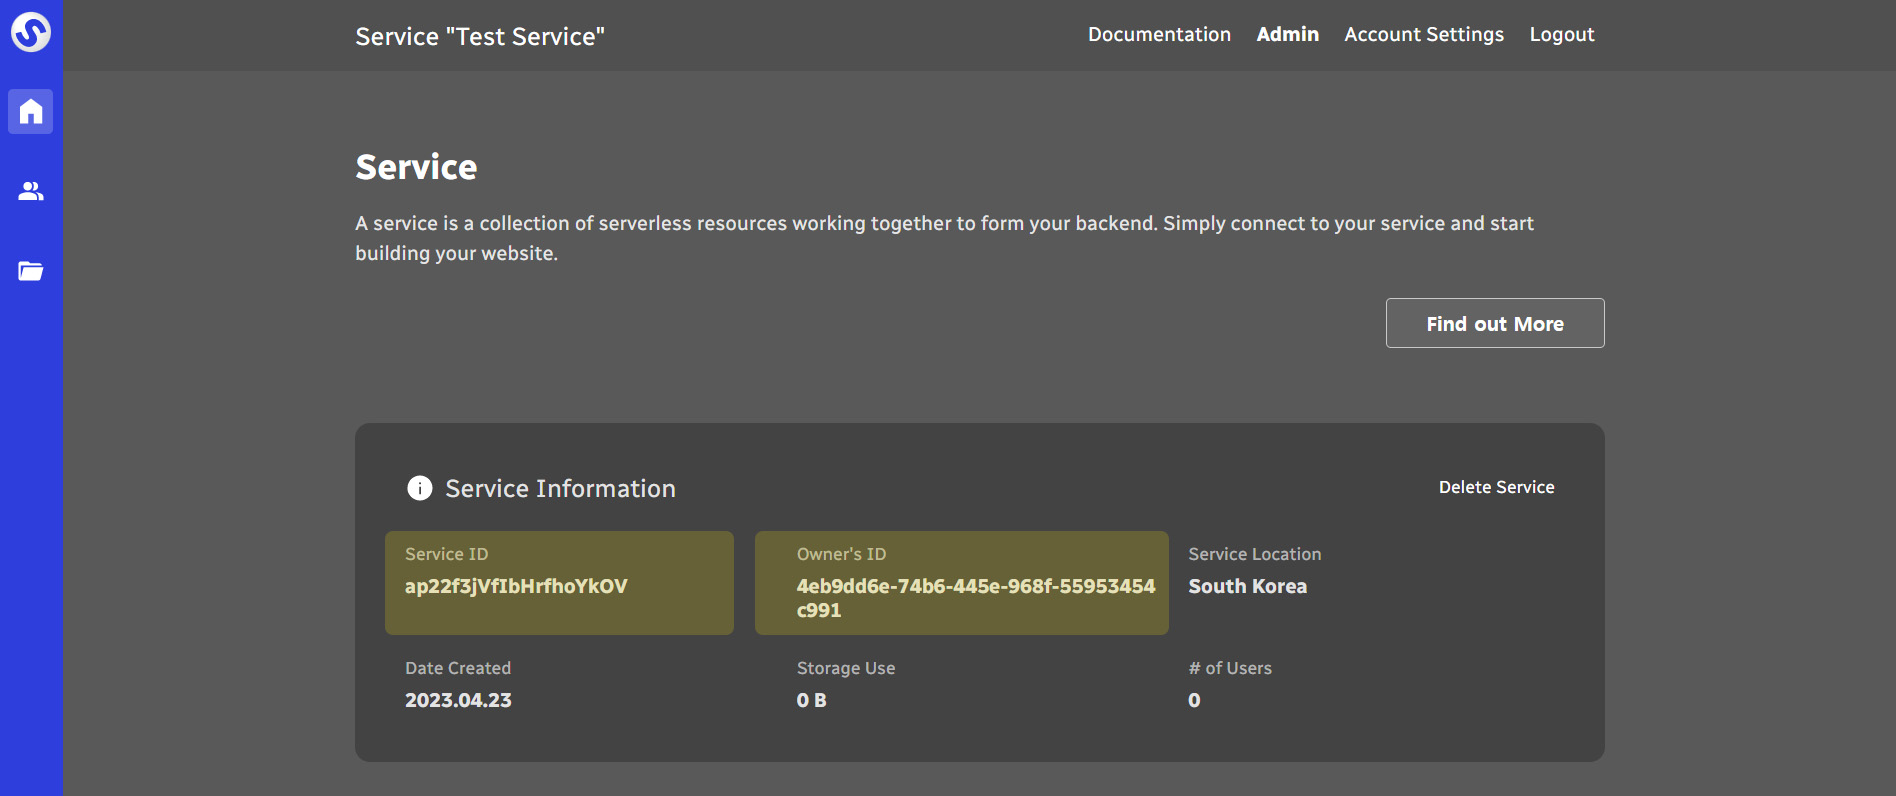 Service "Test Service"
Documentation Admin Account Settings Logout
Service
A service is a collection of serverless resources working together to form your backend. Simply connect to your service and start
building your website.
Find out More
Service Information
Delete Service
Service ID
ap22f3jVfIbHrfhoYkOV
Owner's ID
4eb9dd6e-74b6-445e-968f-55953454
c991
Service Location
South Korea
Date Created
2023.04.23
Storage Use
0 B
# of Users
0